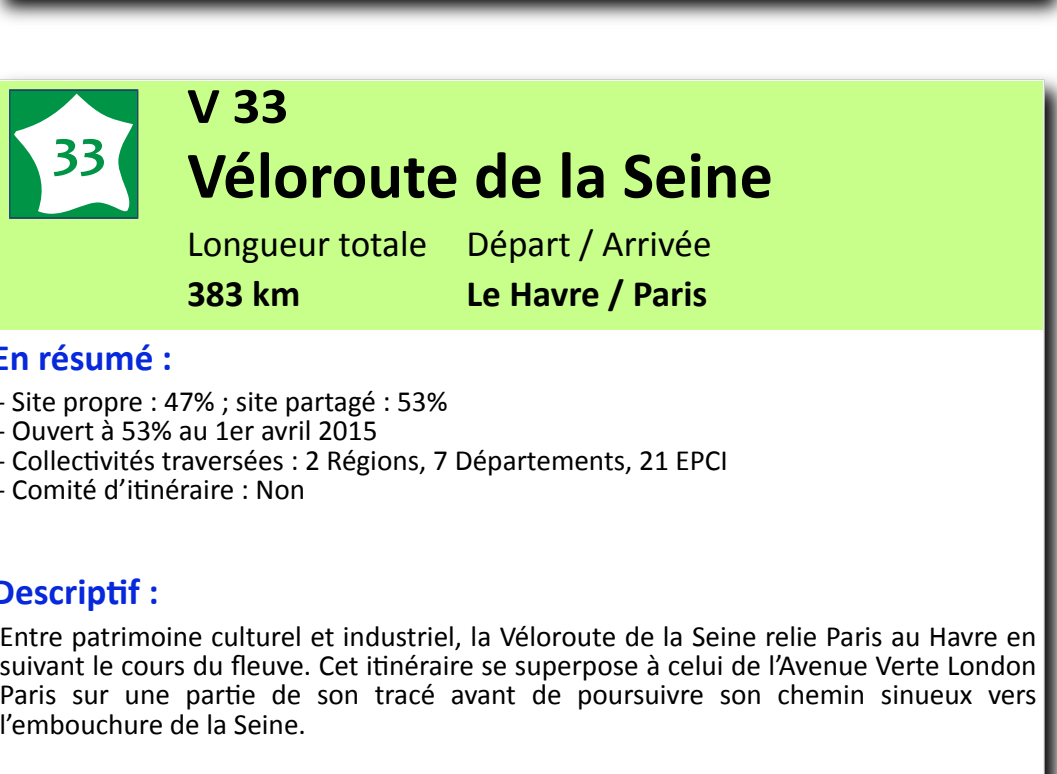 33
V 33
Véloroute de la Seine
Longueur totale Départ / Arrivée
383 km Le Havre / Paris
En résumé :
- Site propre : 47% ; site partagé : 53%
- Ouvert à 53% au 1er avril 2015
- Collectivités traversées : 2 Régions, 7 Départements, 21 EPCI
- Comité d’itinéraire : Non
Descriptif :
Entre patrimoine culturel et industriel, la Véloroute de la Seine relie Paris au Havre en
suivant le cours du fleuve. Cet itinéraire se superpose à celui de l’Avenue Verte London
Paris sur une partie de son tracé avant de poursuivre son chemin sinueux vers
l’embouchure de la Seine.